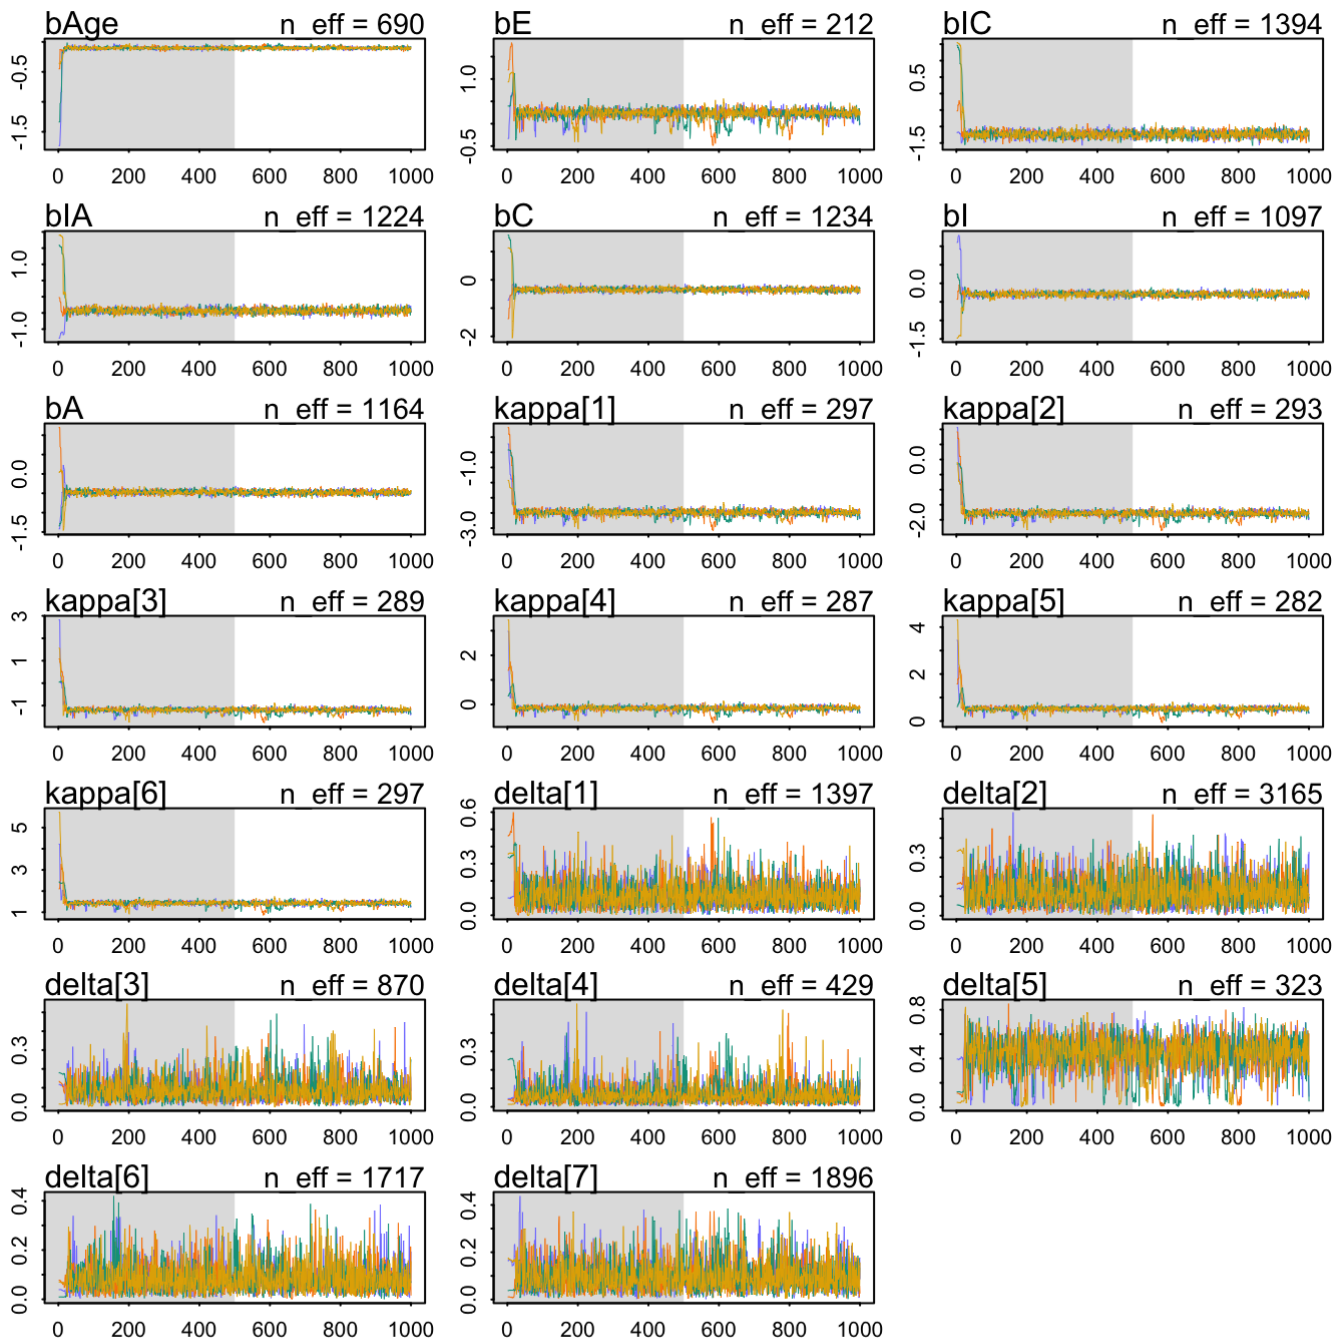 bAge n_eff = 690 bE n_eff = 212 bIC n_eff = 1394
-1.5 -0.5 -0.5 1.0 -1.5 0.5
0 200 400 600 800 1000 0 200 400 600 800 1000 0 200 400 600 800 1000
bIA n_eff = 1224 bC n_eff = 1234 bI n_eff = 1097
-1.0 1.0 -2 0 -1.5 0.0
0 200 400 600 800 1000 0 200 400 600 800 1000 0 200 400 600 800 1000
bA n_eff = 1164 kappa[1] n_eff = 297 kappa[2] n_eff = 293
-1.5 0.0 -3.0 -1.0 -2.0 0.0
0 200 400 600 800 1000 0 200 400 600 800 1000 0 200 400 600 800 1000
kappa[3] n_eff = 289 kappa[4] n_eff = 287 kappa[5] n_eff = 282
-1 1 3 0 2 0 2 4
0 200 400 600 800 1000 0 200 400 600 800 1000 0 200 400 600 800 1000
kappa[6] n_eff = 297 delta[1] n_eff = 1397 delta[2] n_eff = 3165
1 3 5 0.0 0.3 0.6 0.0 0.3
0 200 400 600 800 1000 0 200 400 600 800 1000 0 200 400 600 800 1000
delta[3] n_eff = 870 delta[4] n_eff = 429 delta[5] n_eff = 323
0.0 0.3 0.0 0.3 0.0 0.4 0.8
0 200 400 600 800 1000 0 200 400 600 800 1000 0 200 400 600 800 1000
delta[6] n_eff = 1717 delta[7] n_eff = 1896
0.0 0.2 0.4 0.0 0.2 0.4
0 200 400 600 800 1000 0 200 400 600 800 1000